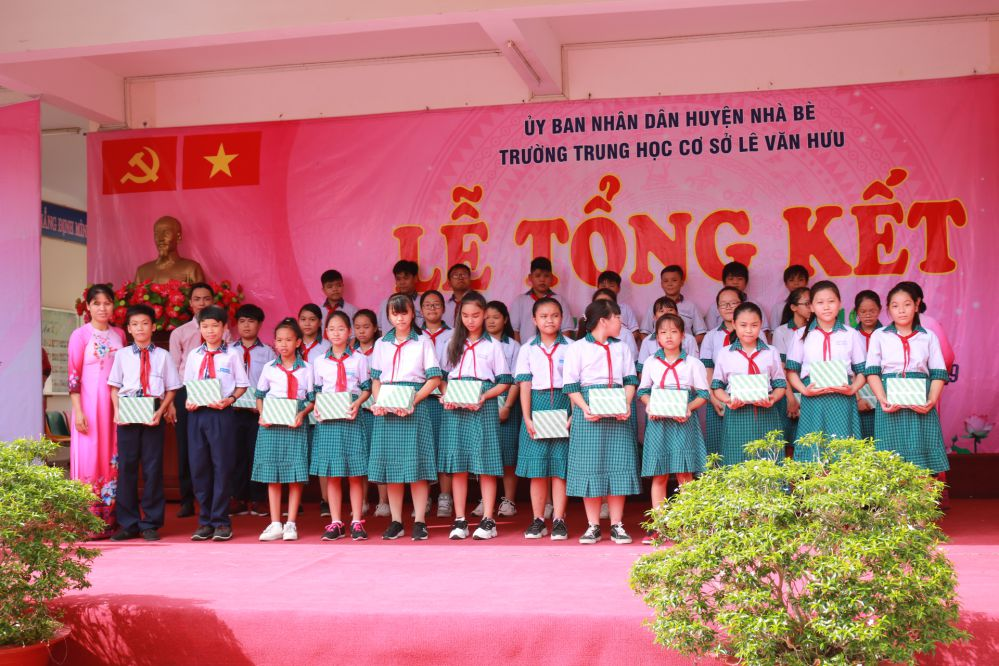 ỦY BAN NHÂN DÂN HUYỆN NHÀ BÈ
TRƯỜNG TRUNG HỌC CƠ SỞ LÊ VĂN HƯU
LỄ TỔNG KẾT